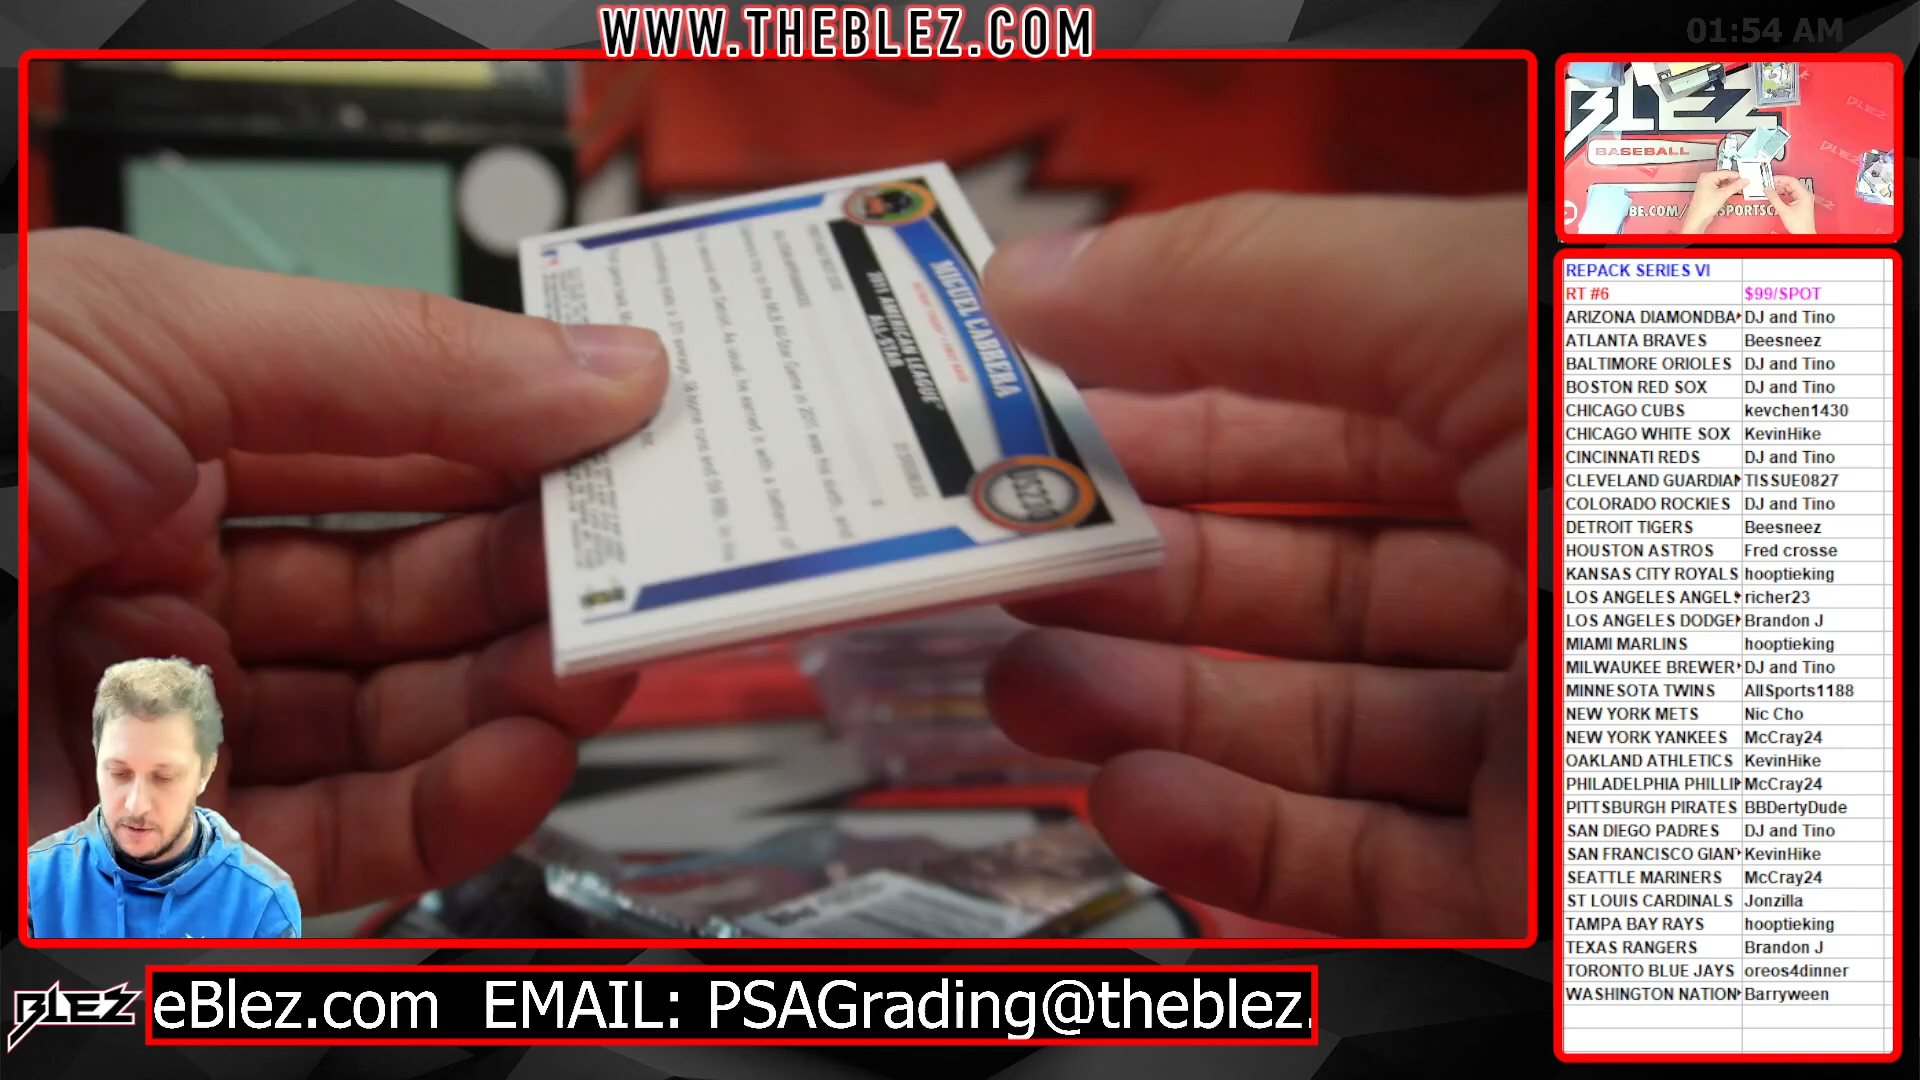 WWW.THEBLEZ.COM
01:54 AM
BLEZ
BASEBALL
REPACK SERIES VI
RT #6 $99/SPOT
ARIZONA DIAMONDBA DJ and Tino
ATLANTA BRAVES Beesneez
BALTIMORE ORIOLES DJ and Tino
BOSTON RED SOX DJ and Tino
CHICAGO CUBS kevchen1430
CHICAGO WHITE SOX KevinHike
CINCINNATI REDS DJ and Tino
CLEVELAND GUARDIAN TISSUE0827
COLORADO ROCKIES DJ and Tino
DETROIT TIGERS Beesneez
HOUSTON ASTROS Fred crosse
KANSAS CITY ROYALS hooptieking
LOS ANGELES ANGELS richer23
LOS ANGELES DODGE Brandon J
MIAMI MARLINS hooptieking
MILWAUKEE BREWER DJ and Tino
MINNESOTA TWINS AllSports1188
NEW YORK METS Nic Cho
NEW YORK YANKEES McCray24
OAKLAND ATHLETICS KevinHike
PHILADELPHIA PHILLI McCray24
PITTSBURGH PIRATES BBDertyDude
SAN DIEGO PADRES DJ and Tino
SAN FRANCISCO GIAN KevinHike
SEATTLE MARINERS McCray24
ST LOUIS CARDINALS Jonzilla
TAMPA BAY RAYS hooptieking
TEXAS RANGERS Brandon J
TORONTO BLUE JAYS oreos4dinner
WASHINGTON NATION Barryween
MIGUEL CABRERA
2011 AMERICAN LEAGUE
ALL-STAR
US220
BLEZ
eBlez.com EMAIL: PSAGrading@theblez.